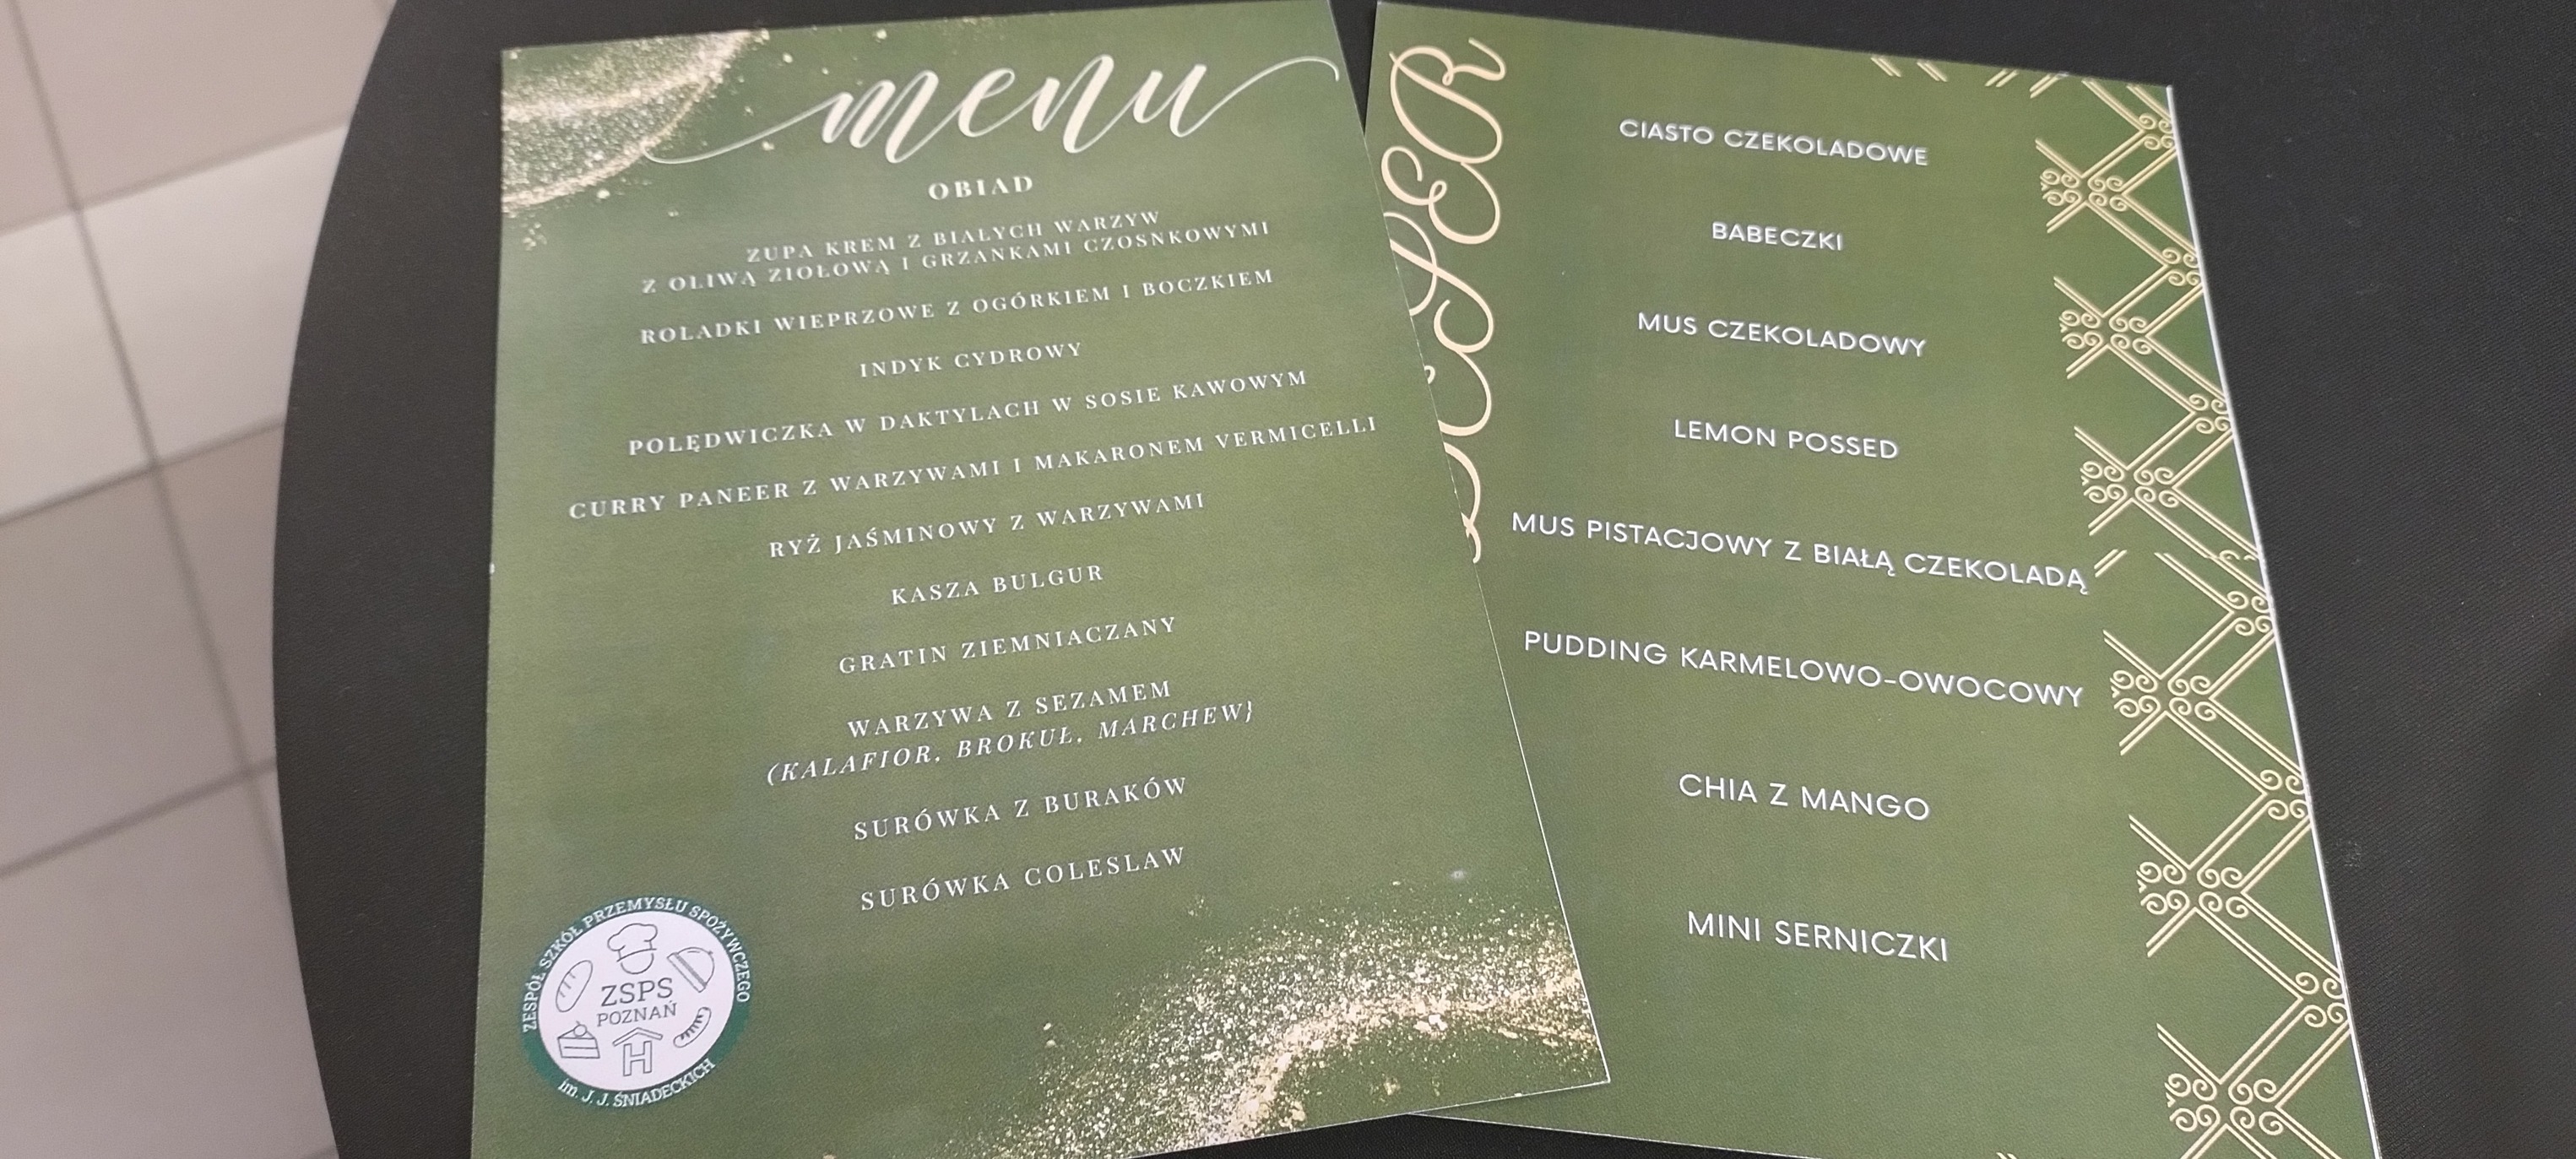 menu
OBIAD
ZUPA KREM Z BIAŁYCH WARZYW
Z OLIWĄ ZIOŁOWĄ I GRZANKAMI CZOSNKOWYMI
ROLADKI WIEPRZOWE Z OGÓRKIEM I BOCZKIEM
INDYK CYDROWY
POLĘDWICZKA W DAKTYLACH W SOSIE KAWOWYM
CURRY PANEER Z WARZYWAMI I MAKARONEM VERMICELLI
RYŻ JAŚMINOWY Z WARZYWAMI
KASZA BULGUR
GRATIN ZIEMNIACZANY
WARZYWA Z SEZAMEM
(KALAFIOR, BROKUŁ, MARCHEW}
SURÓWKA Z BURAKÓW
SURÓWKA COLESLAW
ZESPÓŁ SZKÓŁ PRZEMYSŁU SPOŻYWCZEGO
ZSPS
POZNAŃ
H
im. J. J. ŚNIADECKICH
CIASTO CZEKOLADOWE
BABECZKI
MUS CZEKOLADOWY
LEMON POSSED
MUS PISTACJOWY Z BIAŁĄ CZEKOLADĄ
PUDDING KARMELOWO-OWOCOWY
CHIA Z MANGO
MINI SERNICZKI